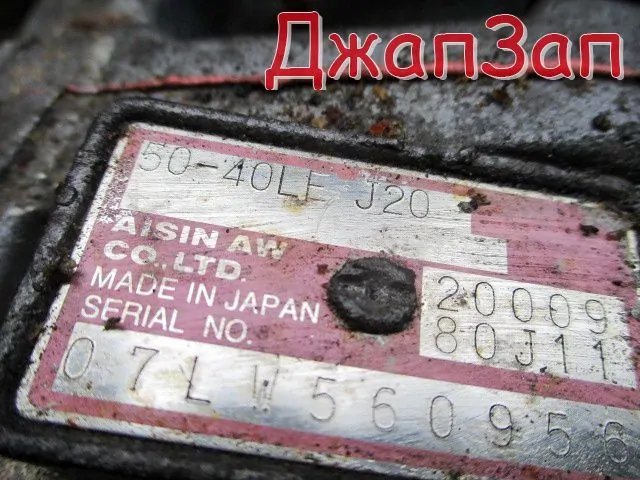 ДжапЗап
50-40LE J20
AISIN AW
CO.,LTD.
MADE IN JAPAN
SERIAL NO.
20009
80J11
07LW560956